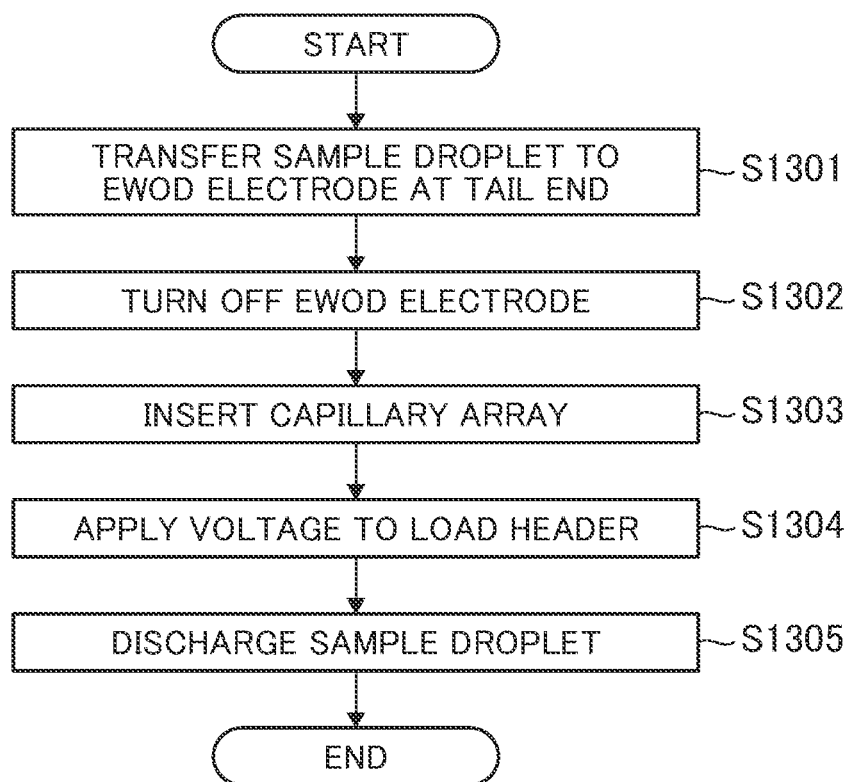 START
TRANSFER SAMPLE DROPLET TO
EWOD ELECTRODE AT TAIL END
S1301
TURN OFF EWOD ELECTRODE
S1302
INSERT CAPILLARY ARRAY
S1303
APPLY VOLTAGE TO LOAD HEADER
S1304
DISCHARGE SAMPLE DROPLET
S1305
END